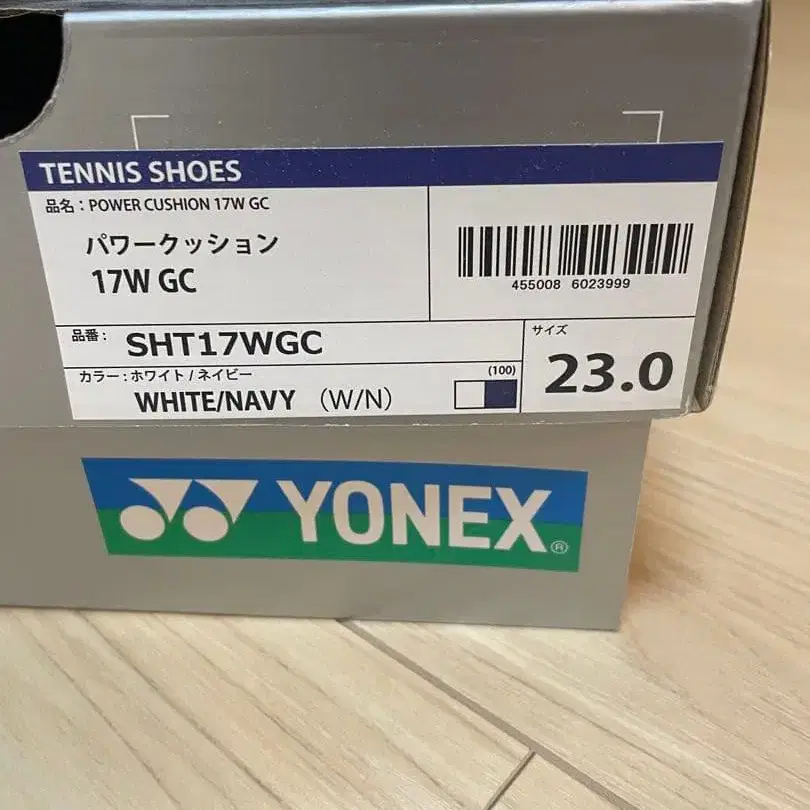 TENNIS SHOES
品名：POWER CUSHION 17W GC
パワークッション
17W GC
455008 6023999
品番：SHT17WGC
サイズ
23.0
カラー：ホワイト/ネイビー
(100)
WHITE/NAVY (W/N)
YONEX®